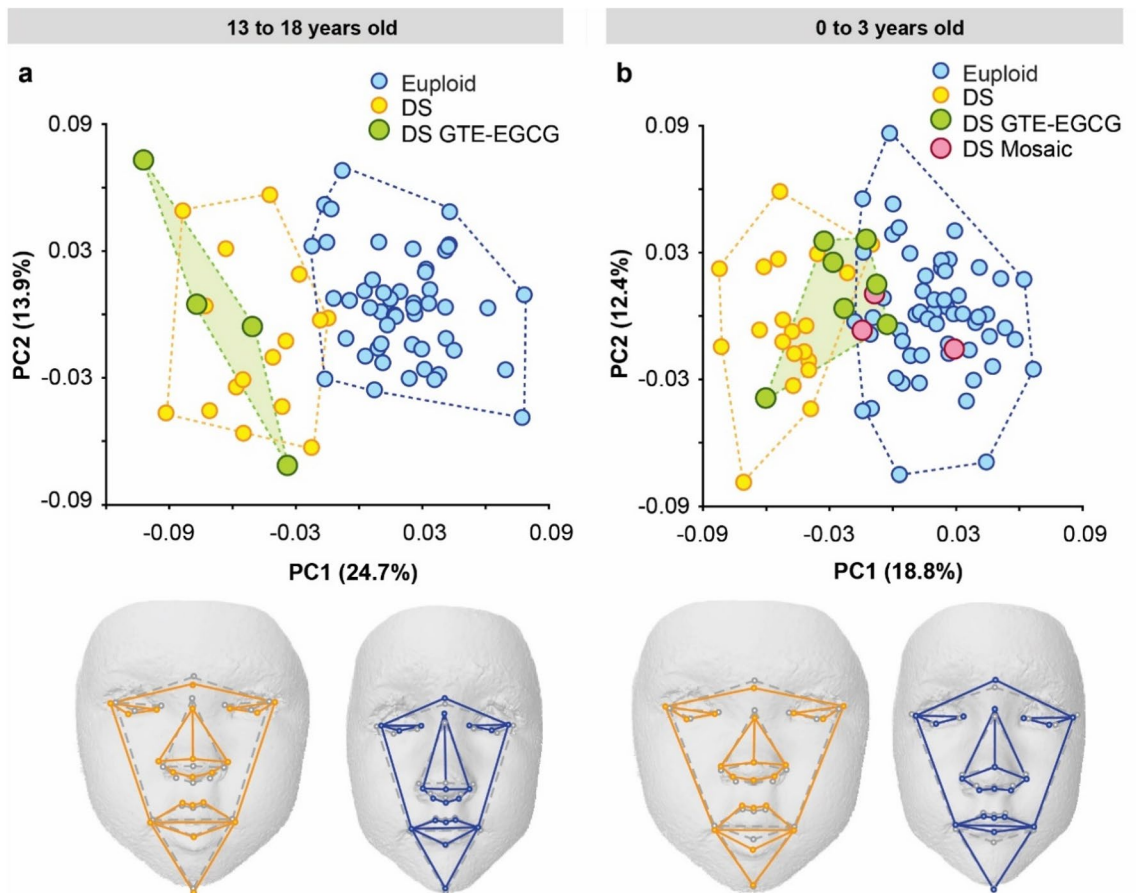 13 to 18 years old
a
Euploid
DS
DS GTE-EGCG
0.09
0.03
-0.03
-0.09
PC2 (13.9%)
-0.09
-0.03
0.03
0.09
PC1 (24.7%)
0 to 3 years old
b
Euploid
DS
DS GTE-EGCG
DS Mosaic
0.09
0.03
-0.03
-0.09
PC2 (12.4%)
-0.09
-0.03
0.03
0.09
PC1 (18.8%)